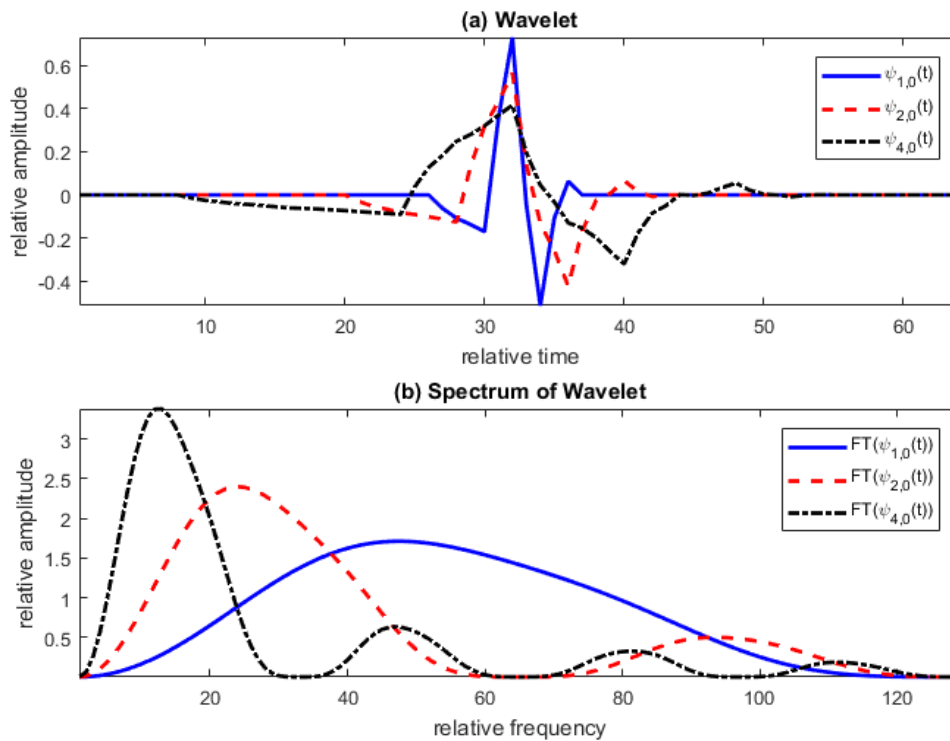 (a) Wavelet
relative amplitude
0.6
0.4
0.2
0
-0.2
-0.4
10
20
30
40
50
60
relative time
ψ1,0(t)
ψ2,0(t)
ψ4,0(t)
(b) Spectrum of Wavelet
relative amplitude
3
2.5
2
1.5
1
0.5
20
40
60
80
100
120
relative frequency
FT(ψ1,0(t))
FT(ψ2,0(t))
FT(ψ4,0(t))